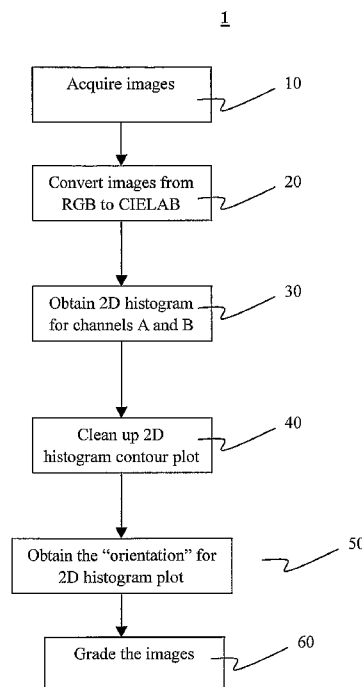 1
Acquire images
10
Convert images from
RGB to CIELAB
20
Obtain 2D histogram
for channels A and B
30
Clean up 2D
histogram contour plot
40
Obtain the “orientation” for
2D histogram plot
50
Grade the images
60